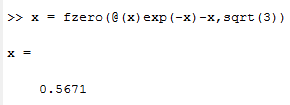 >> x = fzero(@(x)exp(-x)-x,sqrt(3))
x =
0.5671